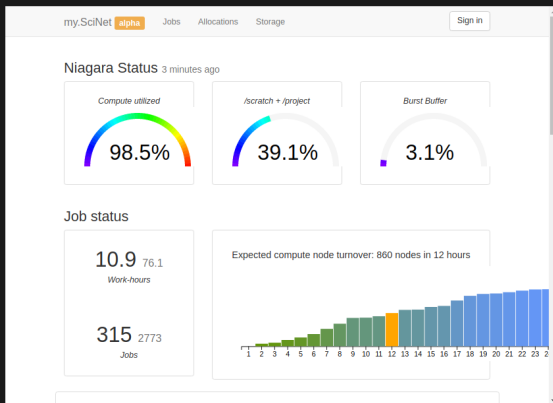 my.SciNet alpha Jobs Allocations Storage Sign in
Niagara Status 3 minutes ago
Compute utilized
98.5%
/scratch + /project
39.1%
Burst Buffer
3.1%
Job status
10.9 76.1
Work-hours
315 2773
Jobs
Expected compute node turnover: 860 nodes in 12 hours
1 2 3 4 5 6 7 8 9 10 11 12 13 14 15 16 17 18 19 20 21 22 23